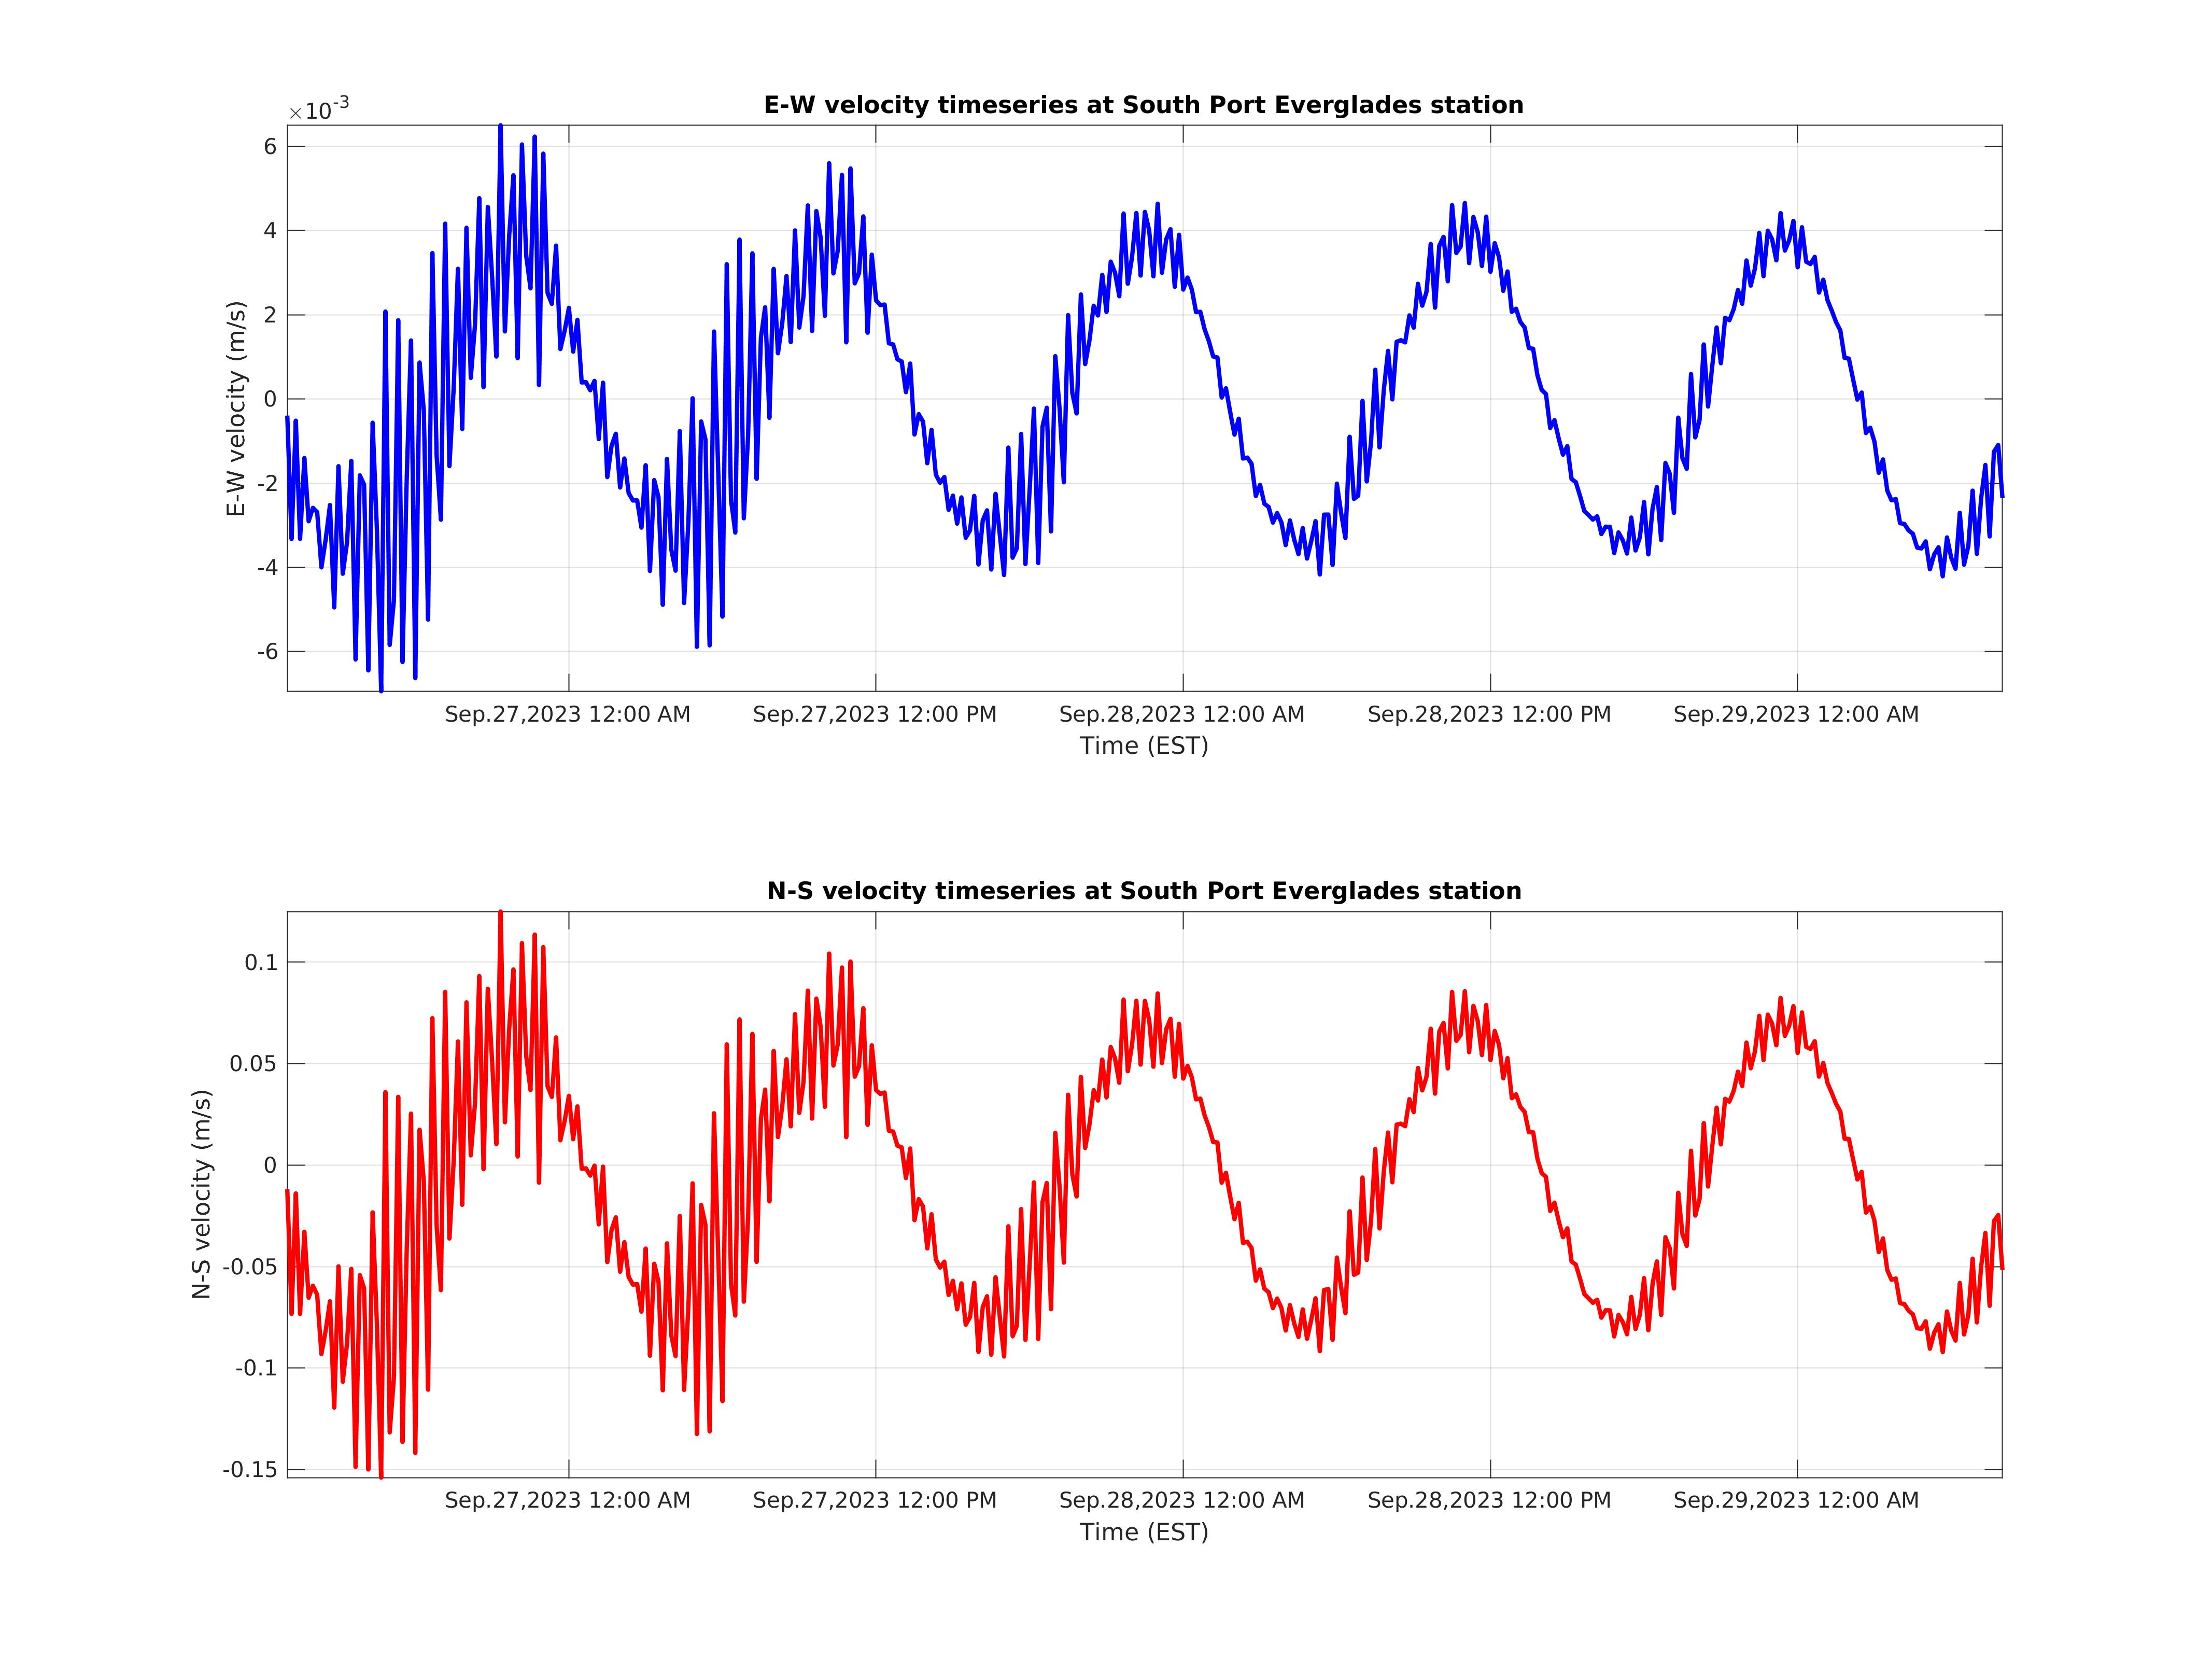 ×10-3
E-W velocity timeseries at South Port Everglades station
6
4
2
0
-2
-4
-6
E-W velocity (m/s)
Sep.27,2023 12:00 AM Sep.27,2023 12:00 PM Sep.28,2023 12:00 AM Sep.28,2023 12:00 PM Sep.29,2023 12:00 AM
Time (EST)
N-S velocity timeseries at South Port Everglades station
0.1
0.05
0
-0.05
-0.1
-0.15
N-S velocity (m/s)
Sep.27,2023 12:00 AM Sep.27,2023 12:00 PM Sep.28,2023 12:00 AM Sep.28,2023 12:00 PM Sep.29,2023 12:00 AM
Time (EST)